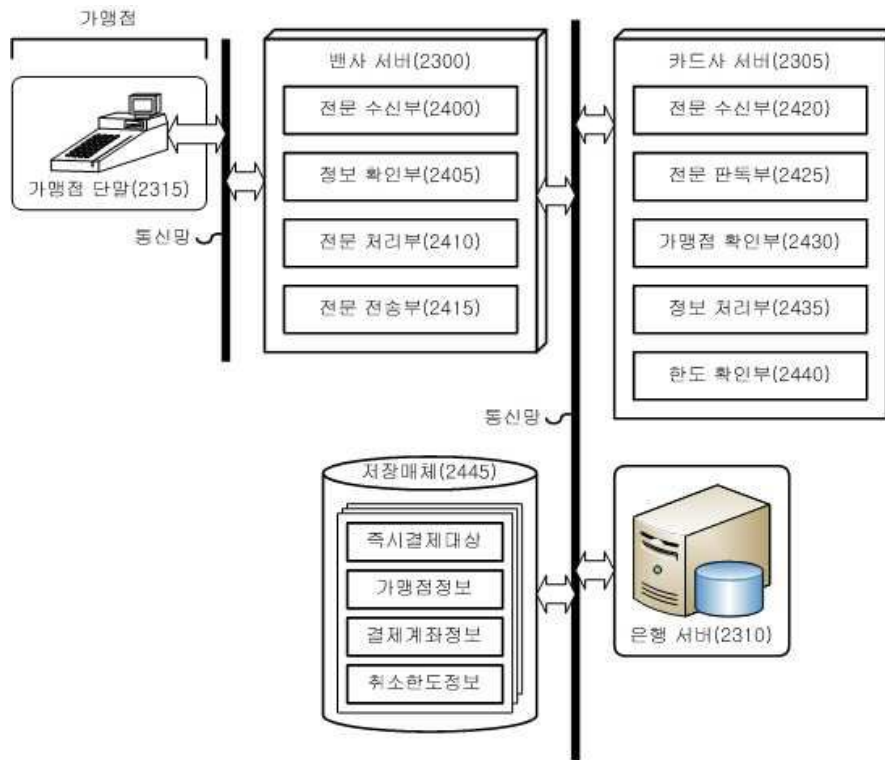 가맹점
가맹점 단말(2315)
통신망
밴사 서버(2300)
전문 수신부(2400)
정보 확인부(2405)
전문 처리부(2410)
전문 전송부(2415)
카드사 서버(2305)
전문 수신부(2420)
전문 판독부(2425)
가맹점 확인부(2430)
정보 처리부(2435)
한도 확인부(2440)
통신망
저장매체(2445)
즉시결제대상
가맹점정보
결제계좌정보
취소한도정보
은행 서버(2310)